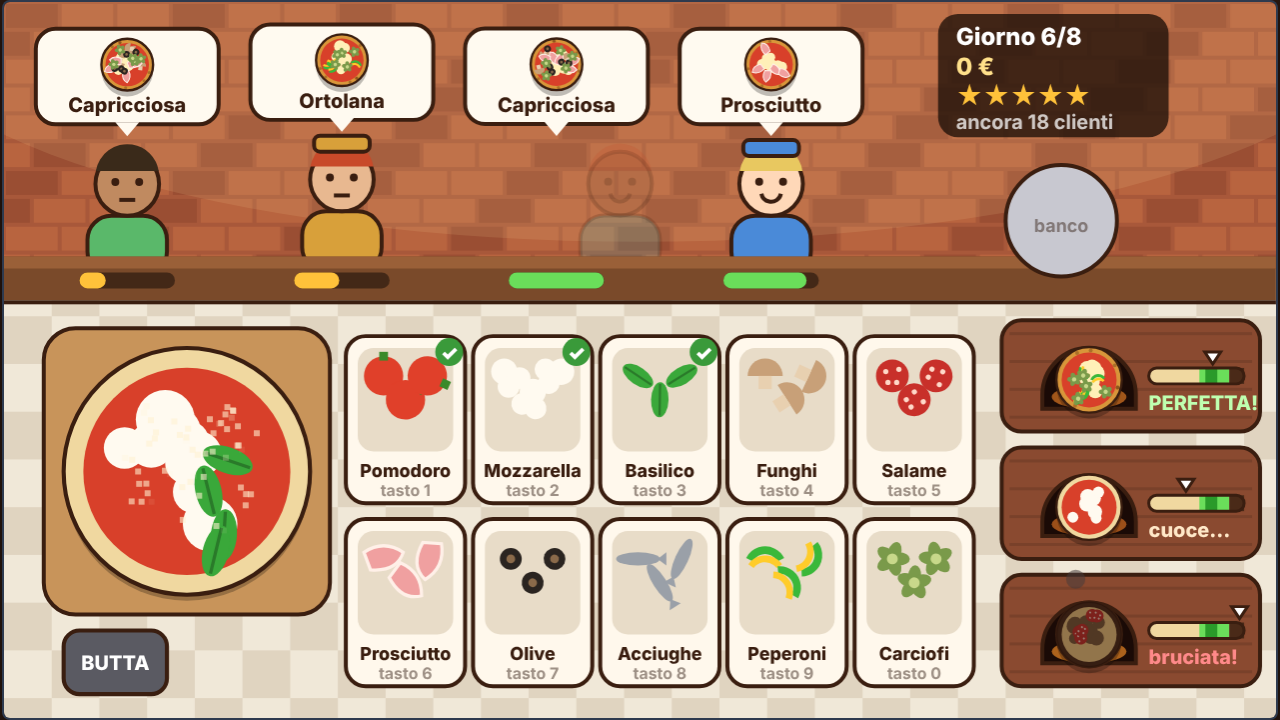 Capricciosa
Ortolana
Capricciosa
Prosciutto
Giorno 6/8
0 €
ancora 18 clienti
banco
Pomodoro
tasto 1
Mozzarella
tasto 2
Basilico
tasto 3
Funghi
tasto 4
Salame
tasto 5
Prosciutto
tasto 6
Olive
tasto 7
Acciughe
tasto 8
Peperoni
tasto 9
Carciofi
tasto 0
PERFETTA!
cuoce...
bruciata!
BUTTA